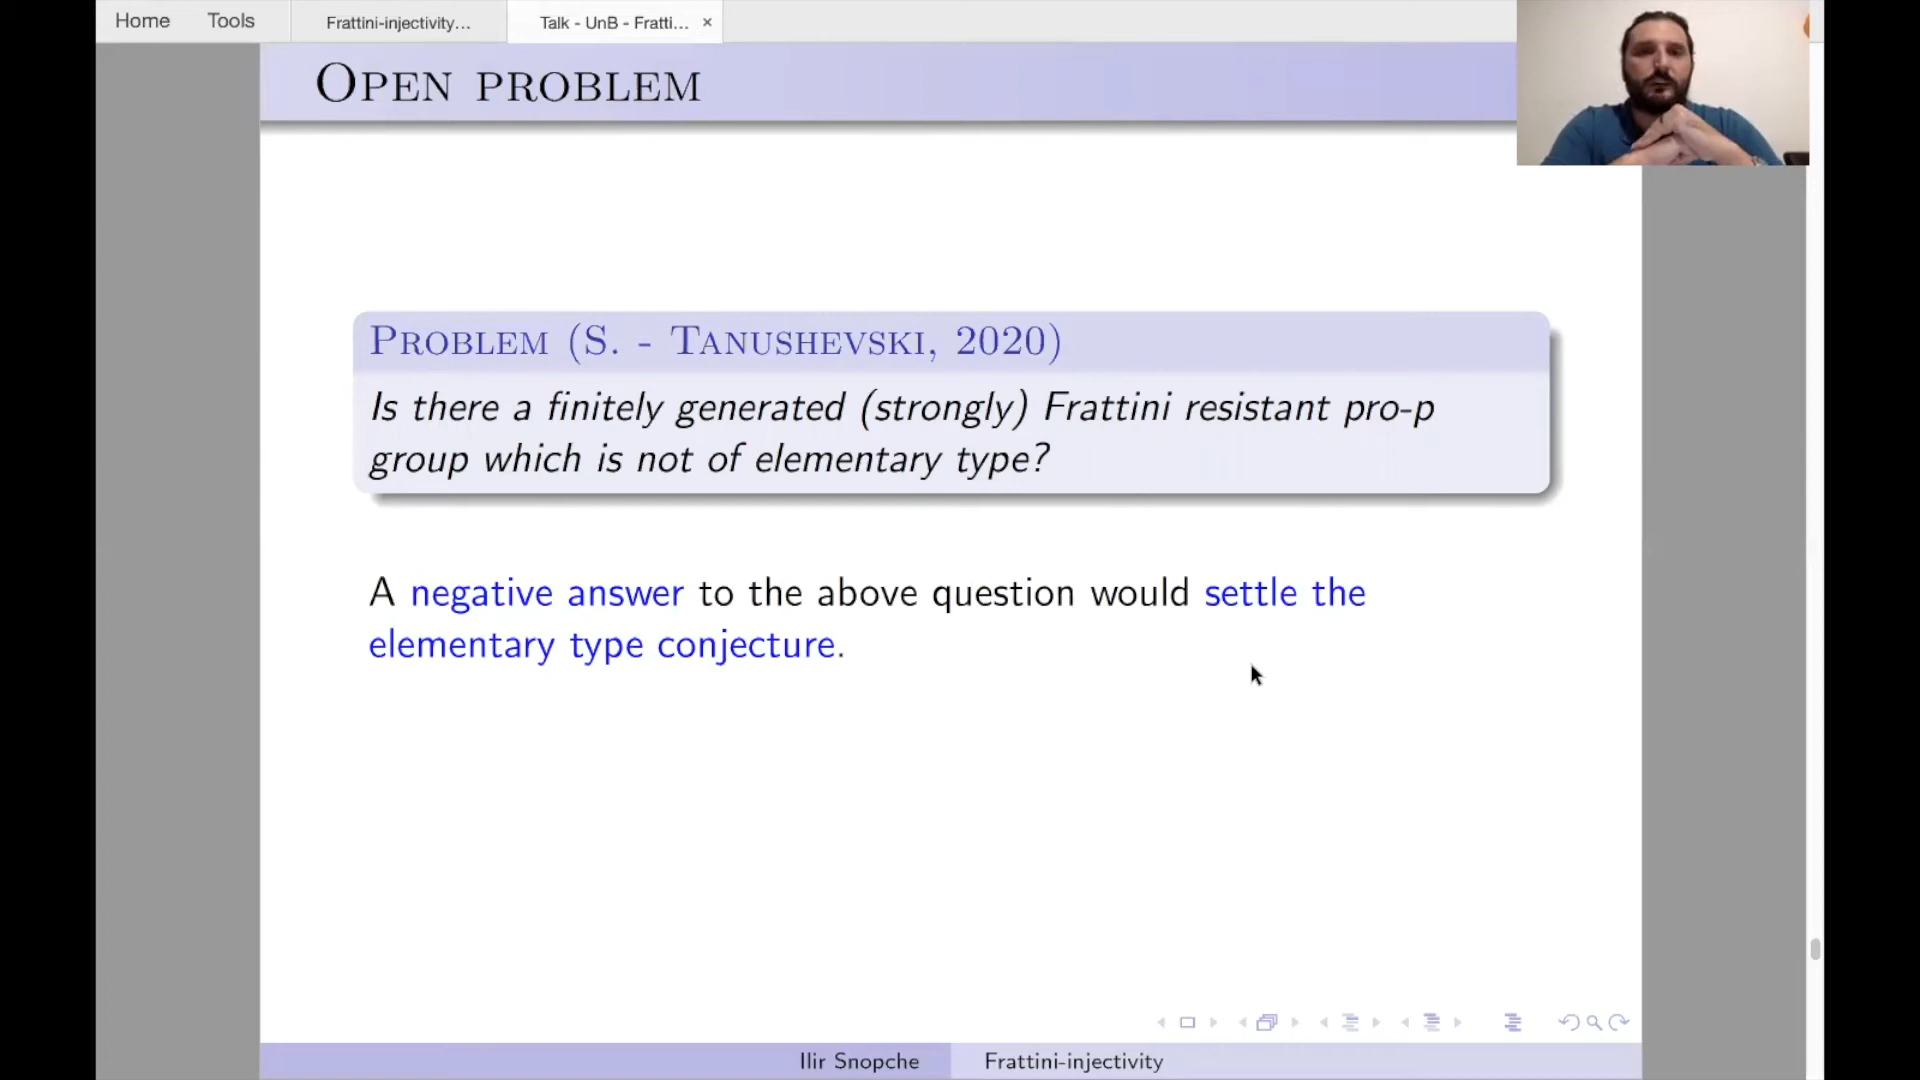 Home Tools Frattini-injectivity... Talk - UnB - Fratti... ×
OPEN PROBLEM
PROBLEM (S. - TANUSHEVSKI, 2020)
Is there a finitely generated (strongly) Frattini resistant pro-p
group which is not of elementary type?
A negative answer to the above question would settle the
elementary type conjecture.
Ilir Snopche Frattini-injectivity